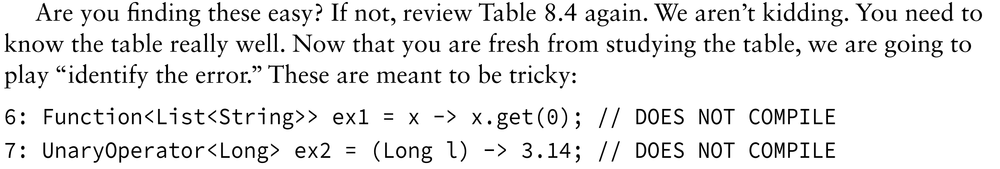 Are you finding these easy? If not, review Table 8.4 again. We aren’t kidding. You need to
know the table really well. Now that you are fresh from studying the table, we are going to
play “identify the error.” These are meant to be tricky:
6: Function<List<String>> ex1 = x -> x.get(0); // DOES NOT COMPILE
7: UnaryOperator<Long> ex2 = (Long l) -> 3.14; // DOES NOT COMPILE